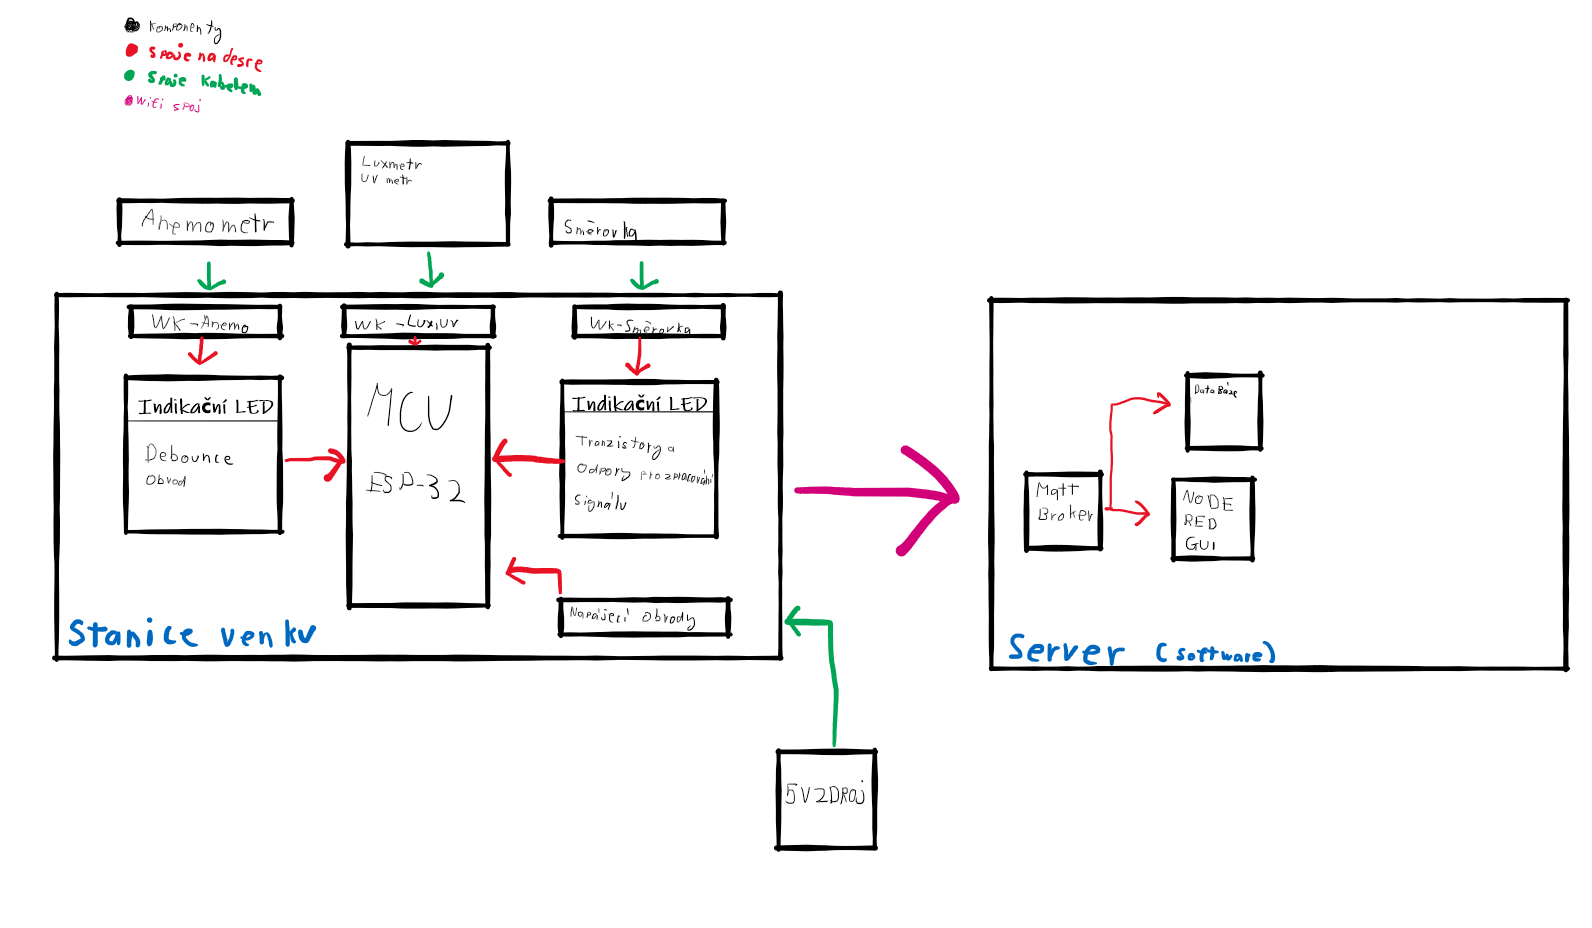 Komponenty
Spoje na desce
Spoje kabelem
Wifi spoj
Luxmetr
UV metr
Anemometr
Směrovka
WK-Anemo
WK-Lux,UV
WK-Směrovka
Indikační LED
Debounce
obvod
MCU
ESP-32
Indikační LED
Tranzistory a
Odpory pro zpracování
Signálu
Napájecí obvody
Stanice venku
5V ZDROJ
DataBáze
Matt
Broker
NODE
RED
GUI
Server (software)